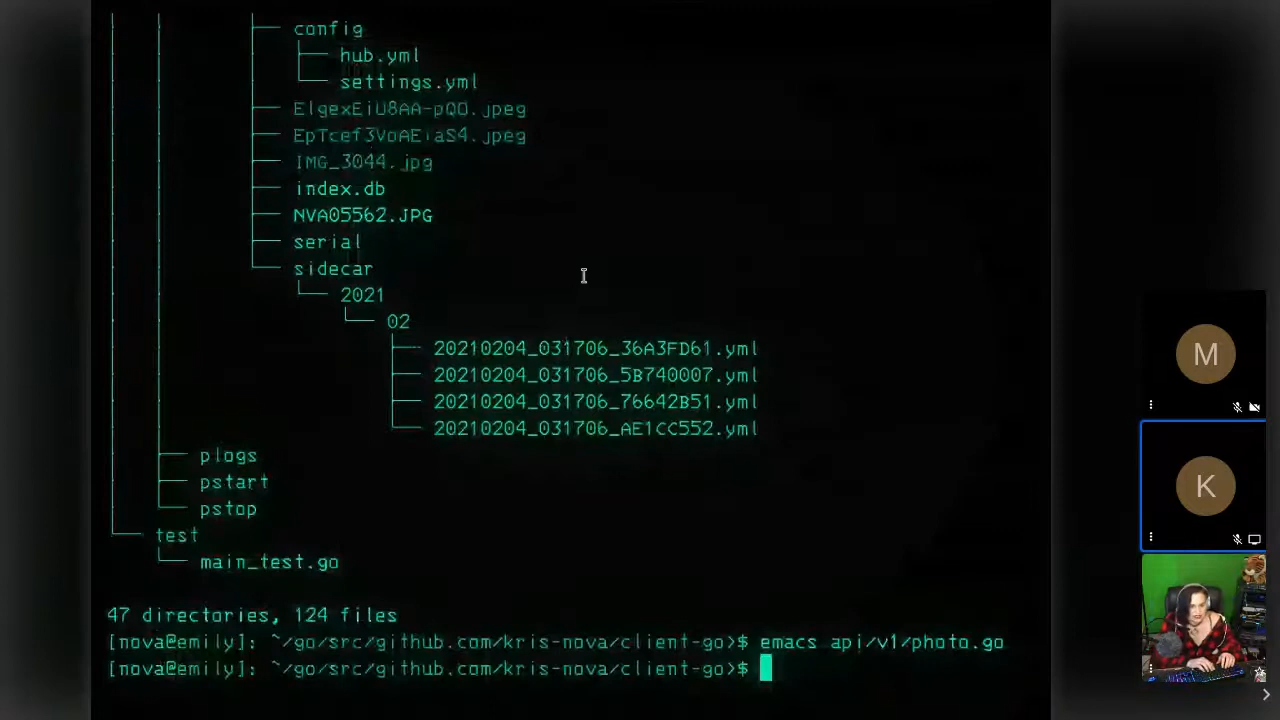 config
hub.yml
settings.yml
ElgexEiU8AA-pQO.jpeg
EpTcef3VoAEiaS4.jpeg
IMG_3044.jpg
index.db
NVA05562.JPG
serial
sidecar
2021
02
20210204_031706_36A3FD61.yml
20210204_031706_5B740007.yml
20210204_031706_76642B51.yml
20210204_031706_AE1CC552.yml
plogs
pstart
pstop
test
main_test.go
47 directories, 124 files
[nova@emily]: ~/go/src/github.com/kris-nova/client-go>$ emacs api/v1/photo.go
[nova@emily]: ~/go/src/github.com/kris-nova/client-go>$
M
K